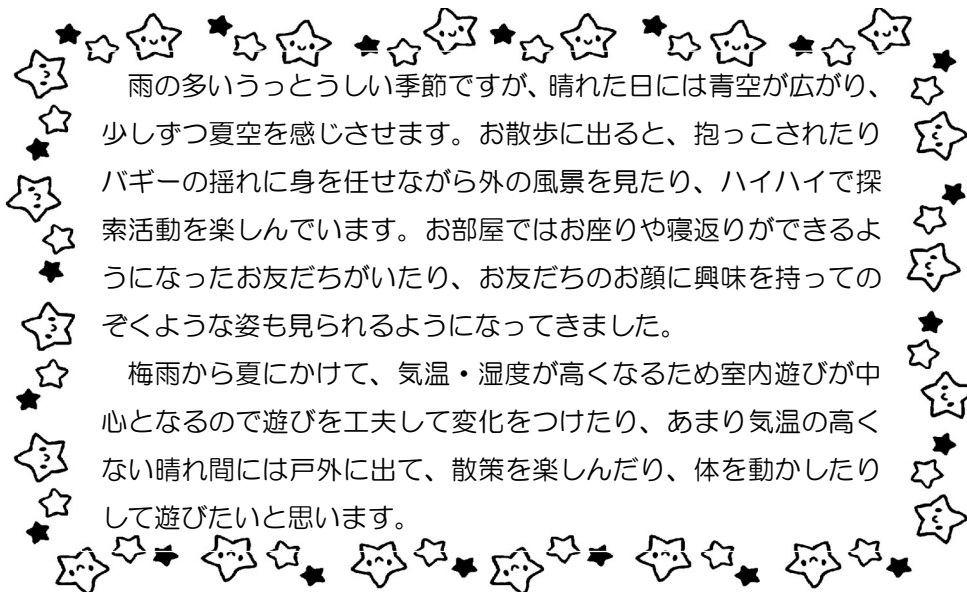 雨の多いうっとうしい季節ですが、晴れた日には青空が広がり、
少しずつ夏空を感じさせます。お散歩に出ると、抱っこされたり
バギーの揺れに身を任せながら外の風景を見たり、ハイハイで探
索活動を楽しんでいます。お部屋ではお座りや寝返りができるよ
うになったお友だちがいたり、お友だちのお顔に興味を持っての
ぞくような姿も見られるようになってきました。
梅雨から夏にかけて、気温・湿度が高くなるため室内遊びが中
心となるので遊びを工夫して変化をつけたり、あまり気温の高く
ない晴れ間には戸外に出て、散策を楽しんだり、体を動かしたり
して遊びたいと思います。